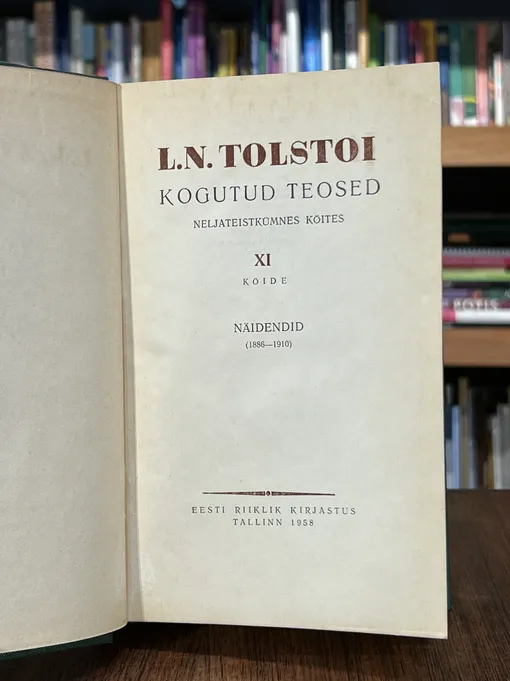 L.N. TOLSTOI
KOGUTUD TEOSED
NELJATEISTKÜMNES KÖITES
XI
KÖIDE
NÄIDENDID
(1886—1910)
EESTI RIIKLIK KIRJASTUS
TALLINN 1958